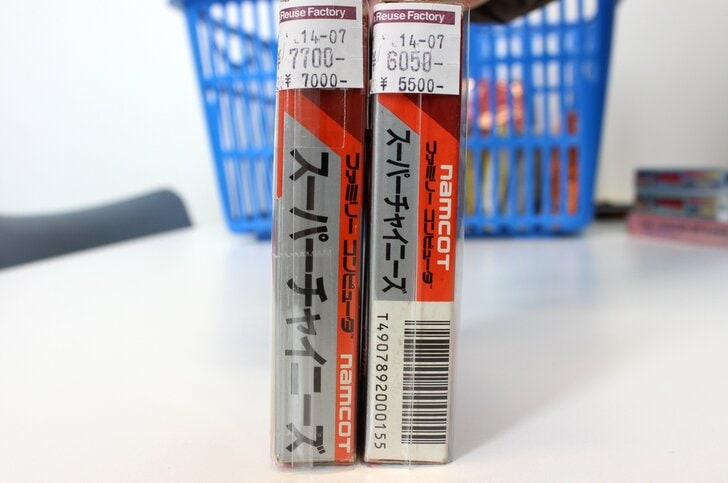 Reuse Factory
14-07
7700-
¥ 7000-
スーパーチャイニーズ
ファミリー コンピュータ
namcot
Reuse Factory
14-07
6050-
¥ 5500-
スーパーチャイニーズ
ファミリー コンピュータ
namcot
T4907892000155